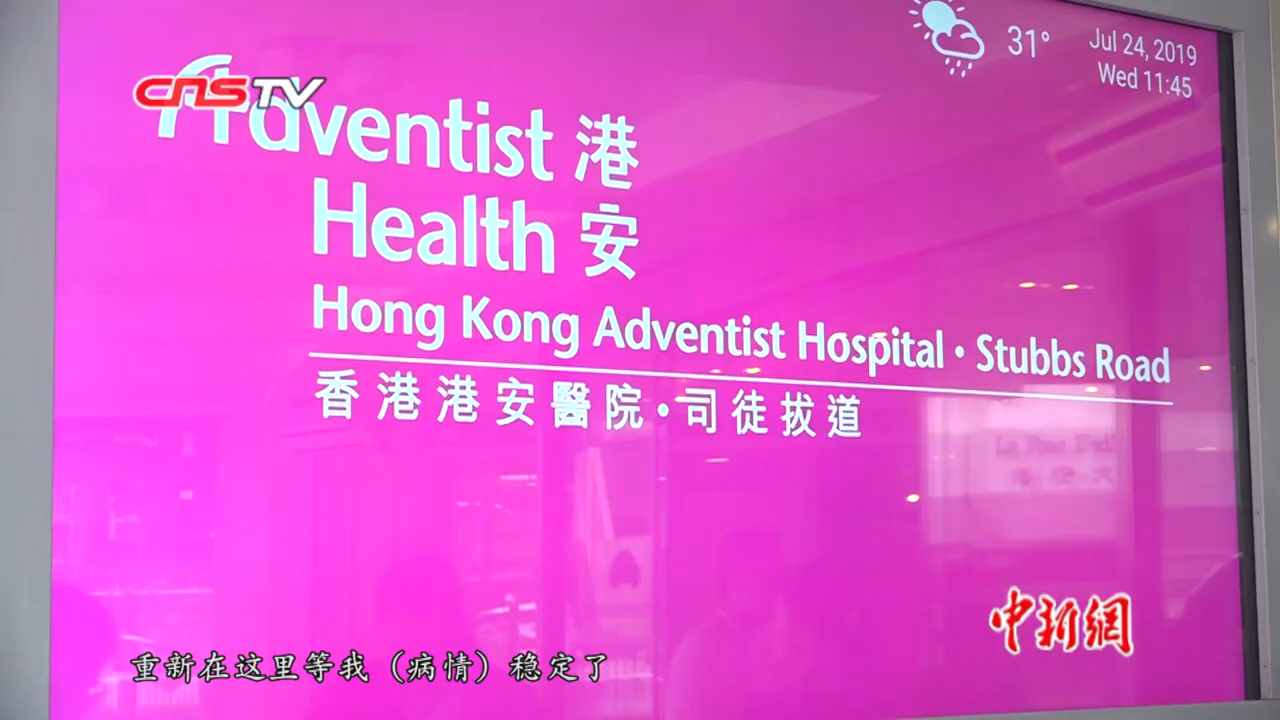 cnsTV
31°
Jul 24, 2019
Wed 11:45
Adventist 港
Health 安
Hong Kong Adventist Hospital · Stubbs Road
香港港安醫院·司徒拔道
中新網
重新在这里等我（病情）稳定了